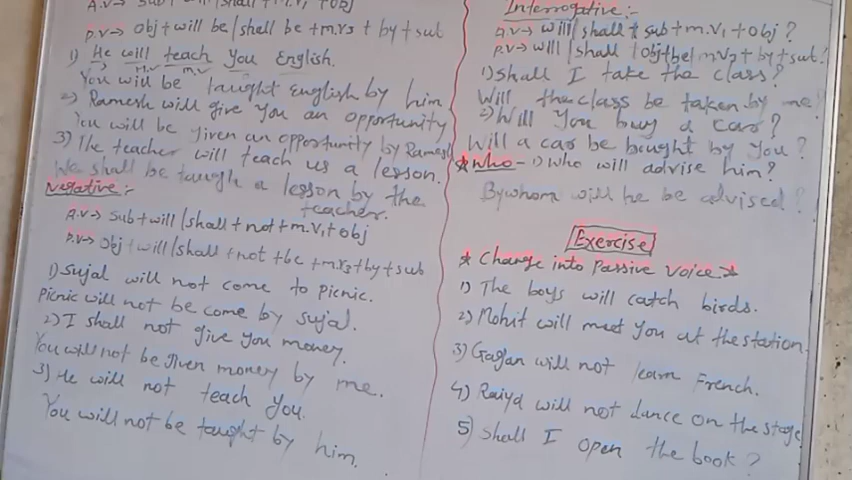 A.V→ sub+will/shall+m.v1+obj
P.V→ obj+will be/shall be+m.v3+by+sub
1) He will teach you English.
You will be taught English by him
2) Ramesh will give you an opportunity
You will be given an opportunity by Ramesh
3) The teacher will teach us a lesson.
We shall be taugh a lesson by the
teacher.
Negative:-
A.V→ sub+will/shall+not+m.v1+obj
P.V→ obj+will/shall+not+be+m.v3+by+sub
1) Sujal will not come to picnic.
Picnic will not be come by sujal.
2) I shall not give you money.
You will not be given money by me.
3) He will not teach you.
You will not be taught by him.
Interrogative:-
A.V→ will/shall+sub+m.v1+obj?
P.V→ will/shall+obj+be+m.v3+by+sub?
1) Shall I take the class?
Will the class be taken by me?
2) Will you buy a car?
Will a car be bought by you?
*Who- 1) Who will advise him?
Bywhom will he be advised?
Exercise
* Change into Passive Voice *
1) The boys will catch birds.
2) Mohit will meet you at the station.
3) Gagan will not learn French.
4) Raiya will not dance on the stage.
5) Shall I open the book?